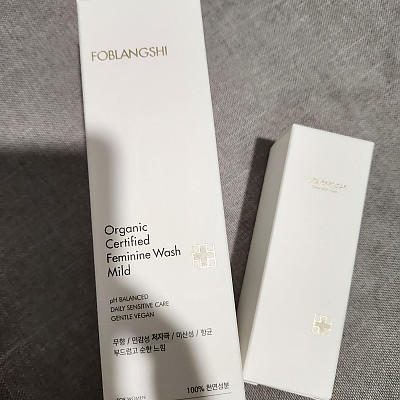 FOBLANGSHI
Organic
Certified
Feminine Wash
Mild
pH BALANCED
DAILY SENSITIVE CARE
GENTLE VEGAN
무향 / 민감성 저자극 / 미산성 / 항균
부드럽고 순한 느낌
FOR WOMEN
100% 천연성분